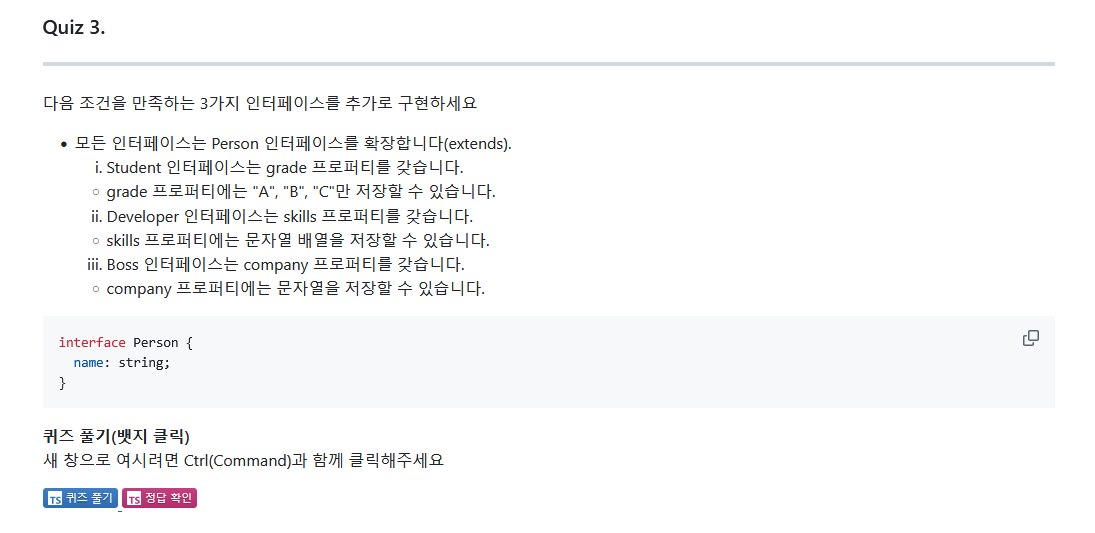 Quiz 3.
다음 조건을 만족하는 3가지 인터페이스를 추가로 구현하세요
• 모든 인터페이스는 Person 인터페이스를 확장합니다(extends).
i. Student 인터페이스는 grade 프로퍼티를 갖습니다.
○ grade 프로퍼티에는 "A", "B", "C"만 저장할 수 있습니다.
ii. Developer 인터페이스는 skills 프로퍼티를 갖습니다.
○ skills 프로퍼티에는 문자열 배열을 저장할 수 있습니다.
iii. Boss 인터페이스는 company 프로퍼티를 갖습니다.
○ company 프로퍼티에는 문자열을 저장할 수 있습니다.
interface Person {
  name: string;
}
퀴즈 풀기(뱃지 클릭)
새 창으로 여시려면 Ctrl(Command)과 함께 클릭해주세요
TS 퀴즈 풀기 TS 정답 확인